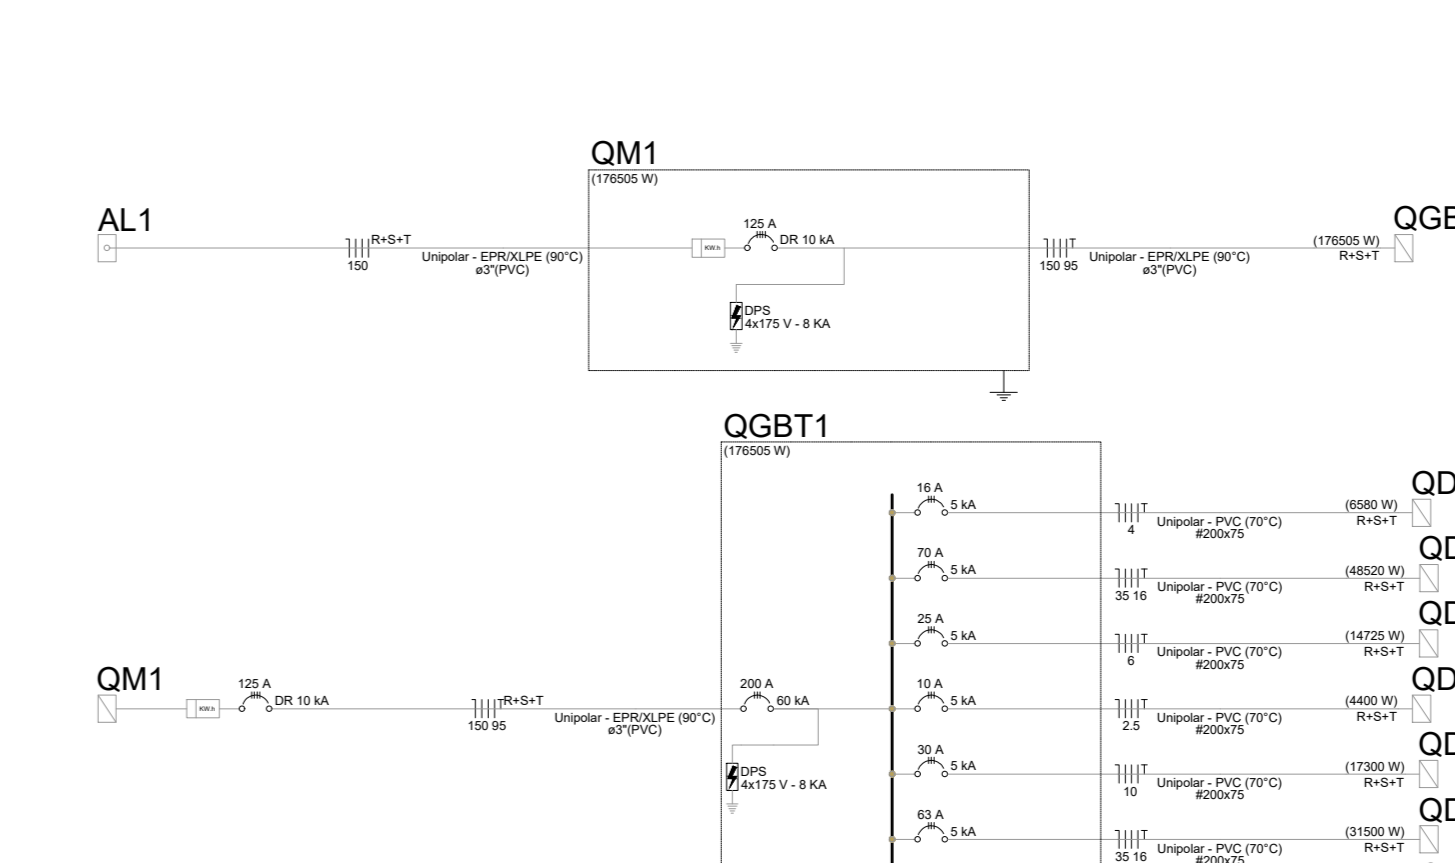 QM1
(176505 W)
AL1
R+S+T
150
Unipolar - EPR/XLPE (90°C)
ø3"(PVC)
KW.h
125 A
DR 10 kA
DPS
4x175 V - 8 KA
T
150 95
Unipolar - EPR/XLPE (90°C)
ø3"(PVC)
(176505 W)
R+S+T
QGB
QGBT1
(176505 W)
16 A
5 kA
T
4
Unipolar - PVC (70°C)
#200x75
(6580 W)
R+S+T
QD
70 A
5 kA
T
35 16
Unipolar - PVC (70°C)
#200x75
(48520 W)
R+S+T
QD
25 A
5 kA
T
6
Unipolar - PVC (70°C)
#200x75
(14725 W)
R+S+T
QD
QM1
KW.h
125 A
DR 10 kA
TR+S+T
150 95
Unipolar - EPR/XLPE (90°C)
ø3"(PVC)
200 A
60 kA
DPS
4x175 V - 8 KA
10 A
5 kA
T
2.5
Unipolar - PVC (70°C)
#200x75
(4400 W)
R+S+T
QD
30 A
5 kA
T
10
Unipolar - PVC (70°C)
#200x75
(17300 W)
R+S+T
QD
63 A
5 kA
T
35 16
Unipolar - PVC (70°C)
#200x75
(31500 W)
R+S+T
QD